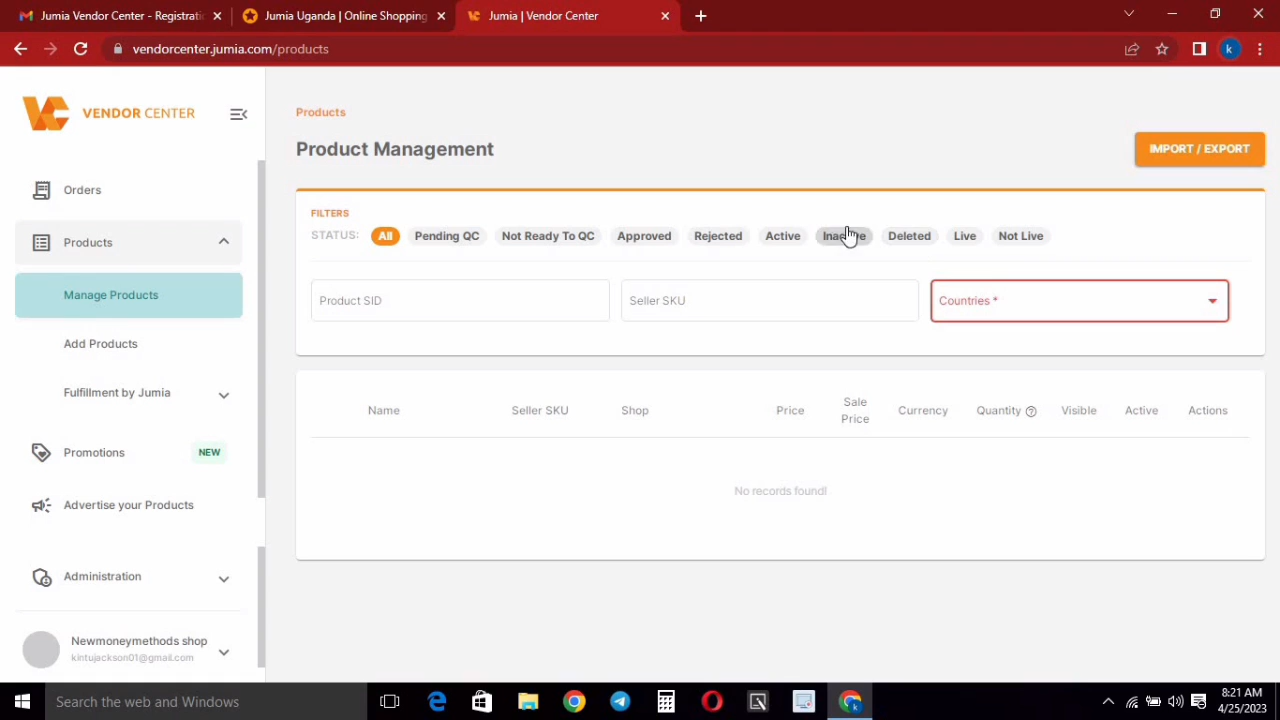 Jumia Vendor Center - Registrati
Jumia Uganda | Online Shopping
Jumia | Vendor Center
vendorcenter.jumia.com/products
k
VENDOR CENTER
Orders
Products
Manage Products
Add Products
Fulfillment by Jumia
Promotions
NEW
Advertise your Products
Administration
Newmoneymethods shop
kintujackson01@gmail.com
Products
Product Management
IMPORT / EXPORT
FILTERS
STATUS: All Pending QC Not Ready To QC Approved Rejected Active Inactive Deleted Live Not Live
Product SID
Seller SKU
Countries *
Name Seller SKU Shop Price Sale Price Currency Quantity Visible Active Actions
No records found!
Search the web and Windows
8:21 AM
4/25/2023